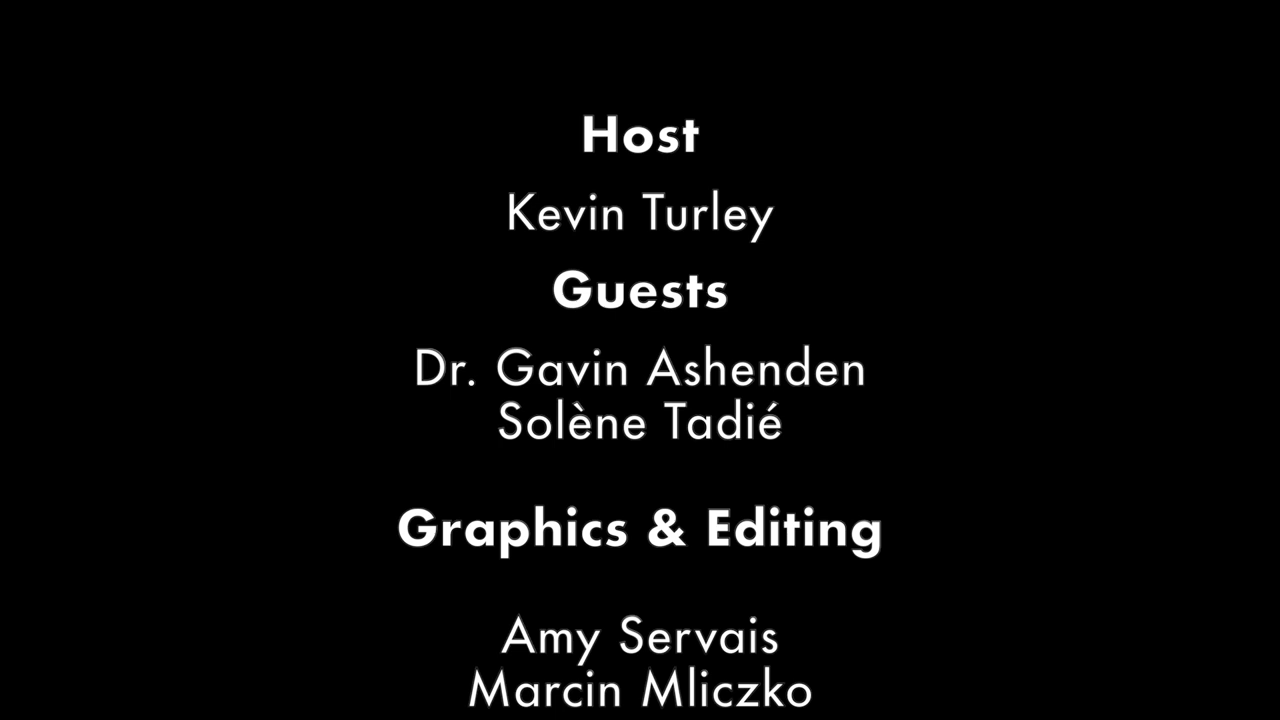 Host
Kevin Turley
Guests
Dr. Gavin Ashenden
Solène Tadié
Graphics & Editing
Amy Servais
Marcin Mliczko